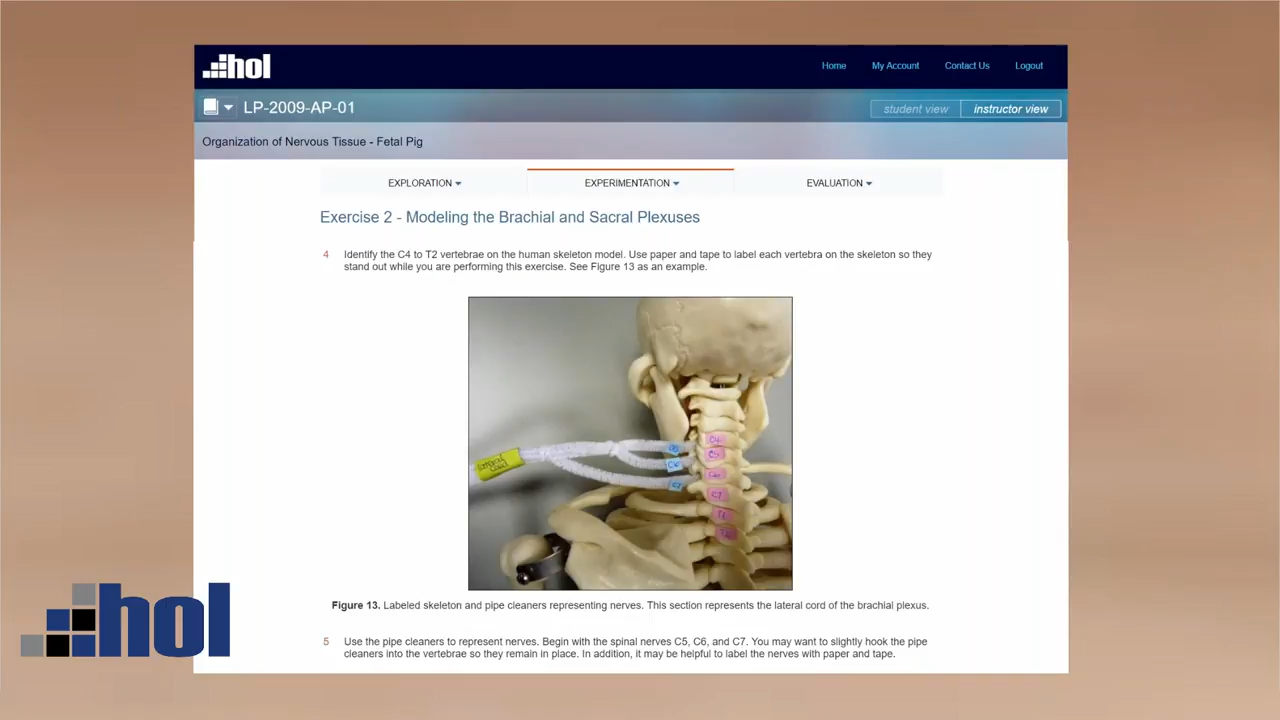 hol
Home My Account Contact Us Logout
LP-2009-AP-01
student view instructor view
Organization of Nervous Tissue - Fetal Pig
EXPLORATION EXPERIMENTATION EVALUATION
Exercise 2 - Modeling the Brachial and Sacral Plexuses
4 Identify the C4 to T2 vertebrae on the human skeleton model. Use paper and tape to label each vertebra on the skeleton so they
stand out while you are performing this exercise. See Figure 13 as an example.
C4
C5
C5
C6
C6
C7
C7
T1
T2
Figure 13. Labeled skeleton and pipe cleaners representing nerves. This section represents the lateral cord of the brachial plexus.
5 Use the pipe cleaners to represent nerves. Begin with the spinal nerves C5, C6, and C7. You may want to slightly hook the pipe
cleaners into the vertebrae so they remain in place. In addition, it may be helpful to label the nerves with paper and tape.
hol